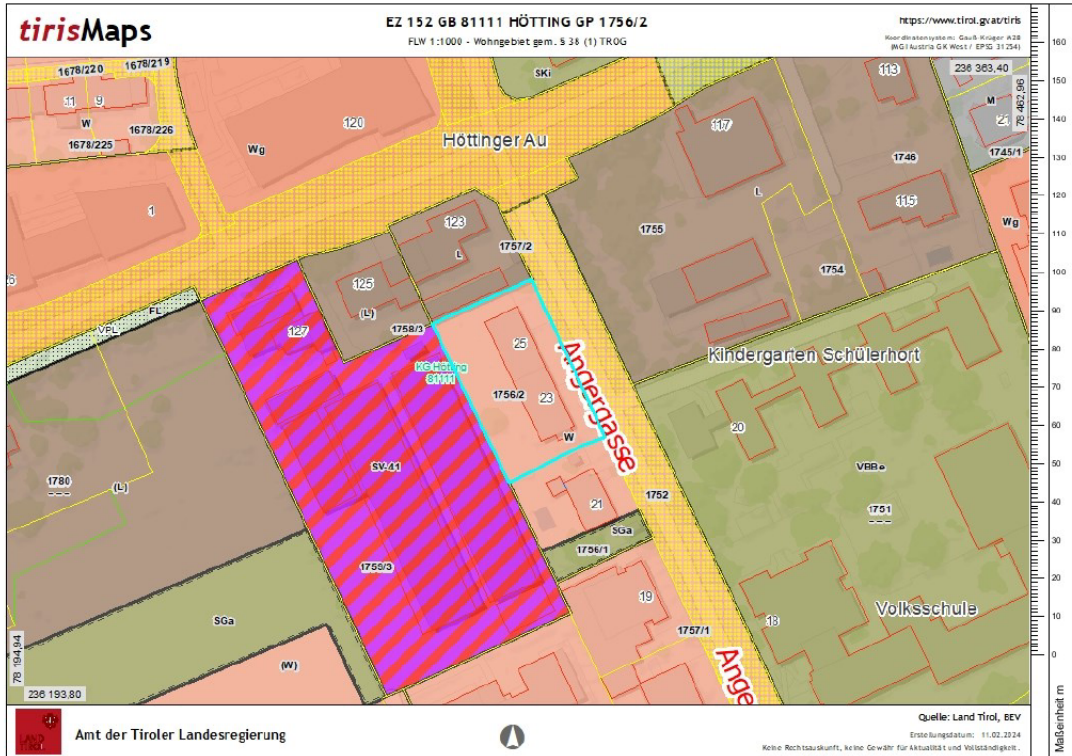 tirisMaps
EZ 152 GB 81111 HÖTTING GP 1756/2
FLW 1:1000 - Wohngebiet gem. § 38 (1) TROG
https://www.tirol.gv.at/tiris
Koordinatensystem: Gauß-Krüger A28
(MGI Austria GK West / EPSG 31254)
Maßeinheit m
160
150
140
130
120
110
100
90
80
70
60
50
40
30
20
10
0
236 363,40
78 462,96
1678/220
1678/219
11
9
W
1678/226
1678/225
Wg
120
SKi
Höttinger Au
113
M
21
117
1746
1745/1
L
115
Wg
1
123
1757/2
1755
L
1754
125
(L)
1758/3
127
FL
VPL
KG Hötting
81111
25
1756/2
23
W
Angergasse
Kindergarten Schülerhort
20
VBBe
1751
1780
(L)
SV-41
1752
21
SGa
1756/1
1759/3
19
SGa
1757/1
18
Volksschule
(W)
Ange
78 194,94
236 193,80
LAND
TIROL
Amt der Tiroler Landesregierung
Quelle: Land Tirol, BEV
Erstellungsdatum: 11.02.2024
Keine Rechtsauskunft, keine Gewähr für Aktualität und Vollständigkeit.